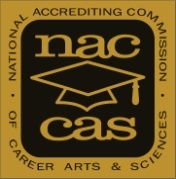 • NATIONAL ACCREDITING COMMISSION •
nac
cas
OF CAREER ARTS & SCIENCES